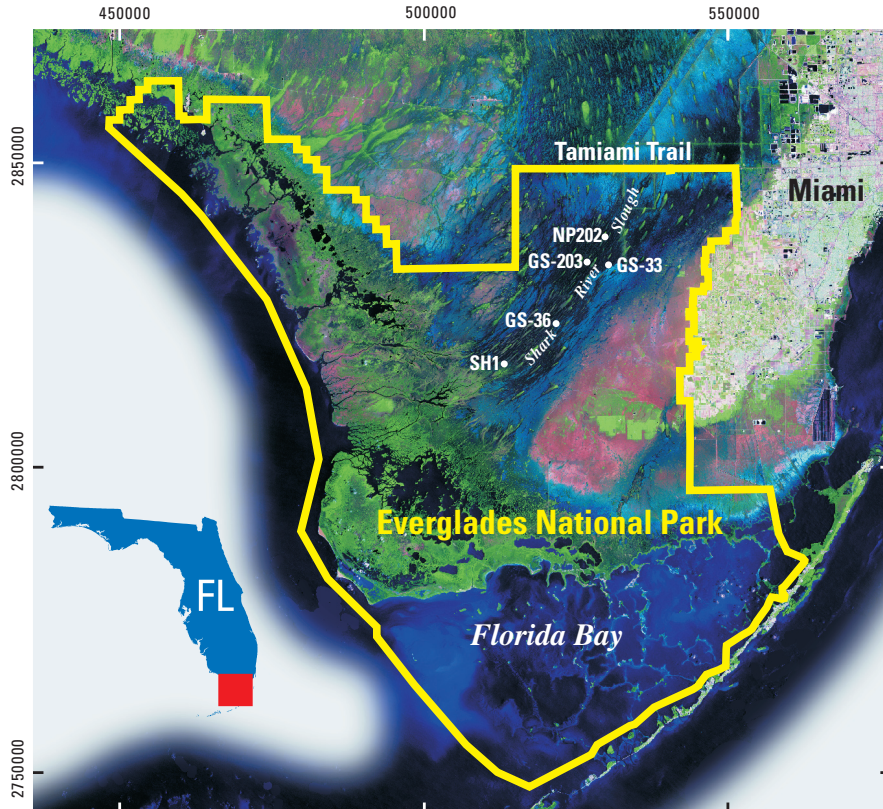 450000
500000
550000
2850000
2800000
2750000
Tamiami Trail
Miami
Slough
NP202
GS-203
GS-33
River
GS-36
Shark
SH1
Everglades National Park
FL
Florida Bay